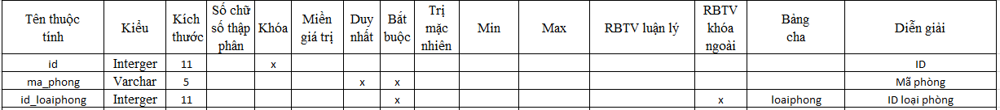 Tên thuộc tính | Kiểu | Kích thước | Số chữ số thập phân | Khóa | Miền giá trị | Duy nhất | Bắt buộc | Trị mặc nhiên | Min | Max | RBTV luận lý | RBTV khóa ngoài | Bảng cha | Diễn giải
id | Interger | 11 | | x | | | | | | | | | | ID
ma_phong | Varchar | 5 | | | | x | x | | | | | | | Mã phòng
id_loaiphong | Interger | 11 | | | | | x | | | | | x | loaiphong | ID loại phòng